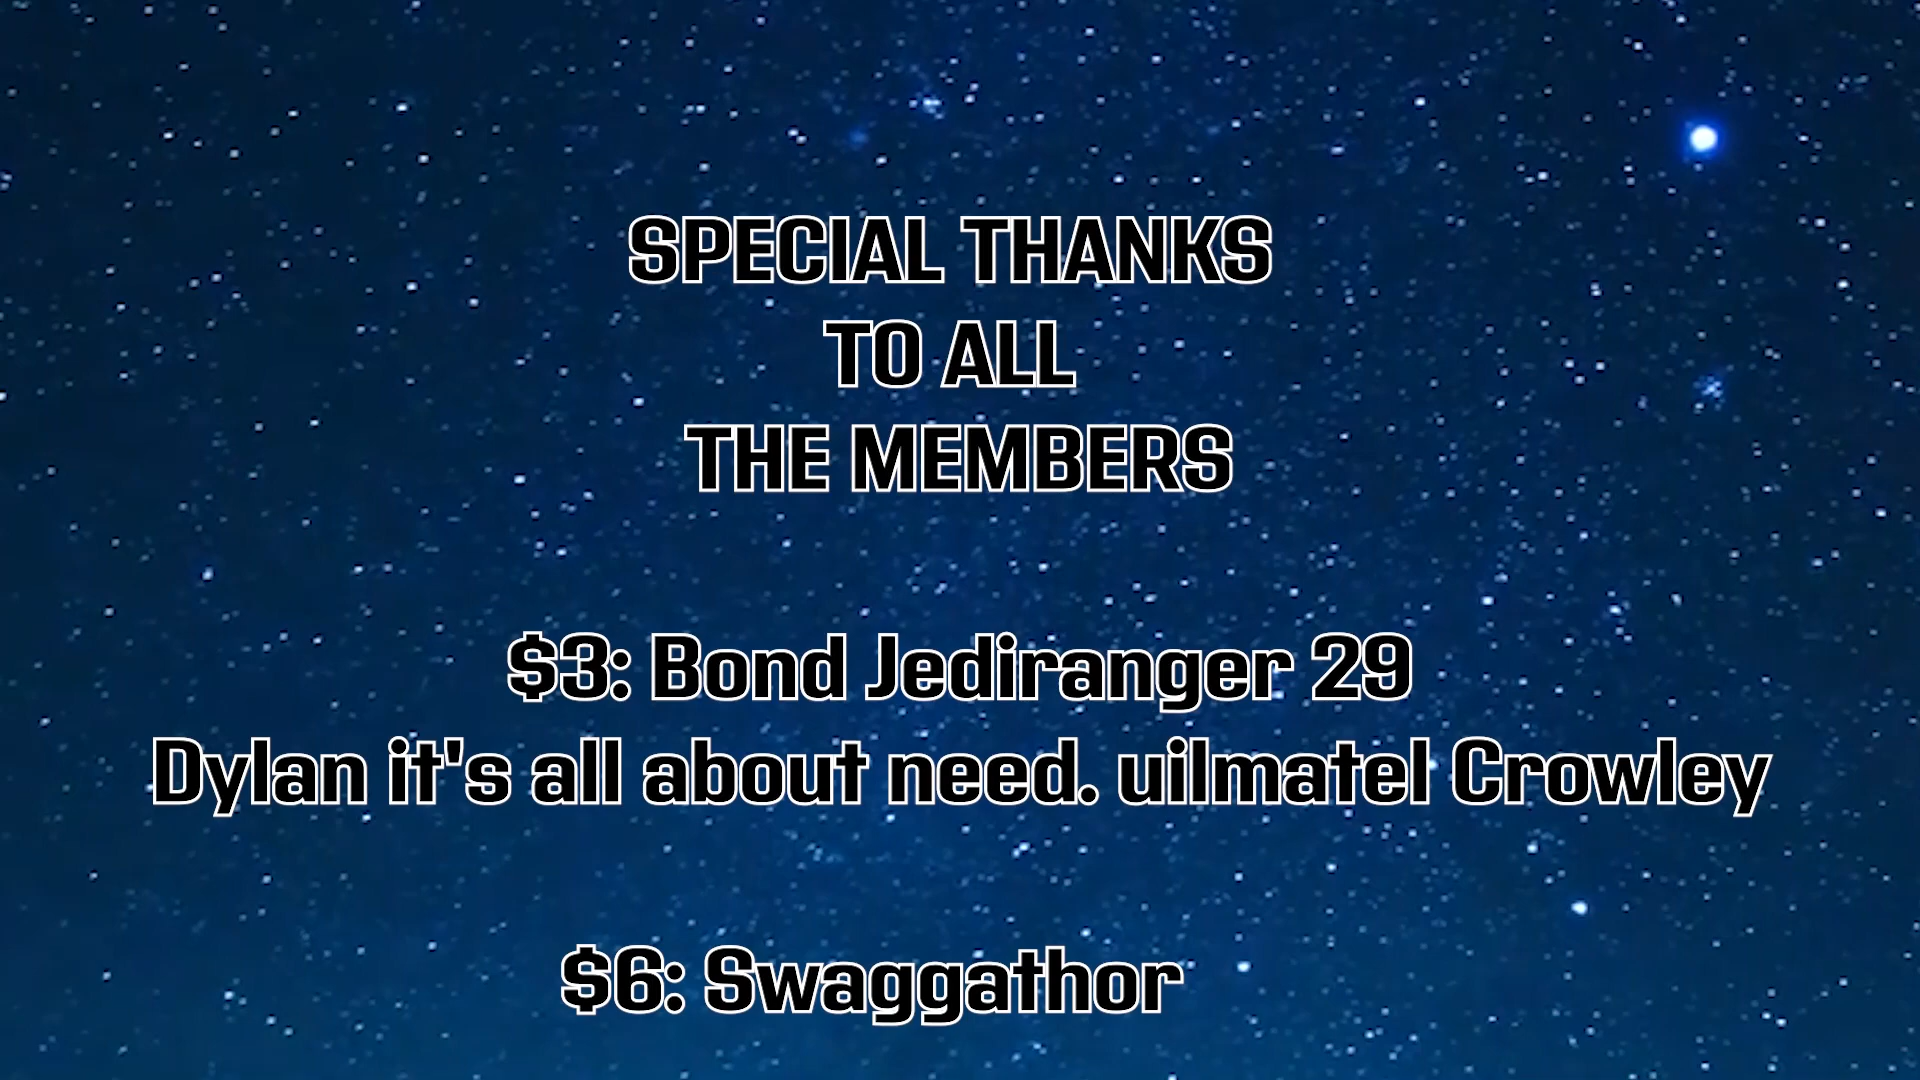 SPECIAL THANKS
TO ALL
THE MEMBERS
$3: Bond Jediranger 29
Dylan it's all about need. uilmatel Crowley
$6: Swaggathor